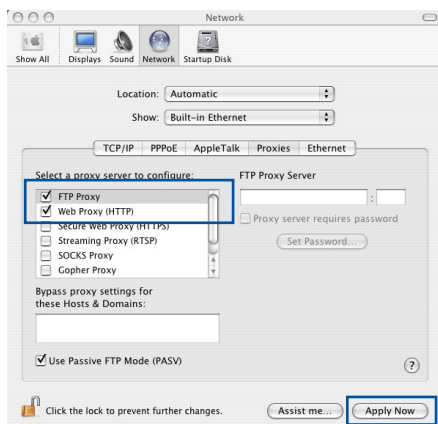 Network
Show All Displays Sound Network Startup Disk
Location: Automatic
Show: Built-in Ethernet
TCP/IP PPPoE AppleTalk Proxies Ethernet
Select a proxy server to configure: FTP Proxy Server
FTP Proxy
:
Web Proxy (HTTP)
Secure Web Proxy (HTTPS) Proxy server requires password
Streaming Proxy (RTSP) Set Password...
SOCKS Proxy
Gopher Proxy
Bypass proxy settings for
these Hosts & Domains:
Use Passive FTP Mode (PASV) ?
Click the lock to prevent further changes. Assist me... Apply Now